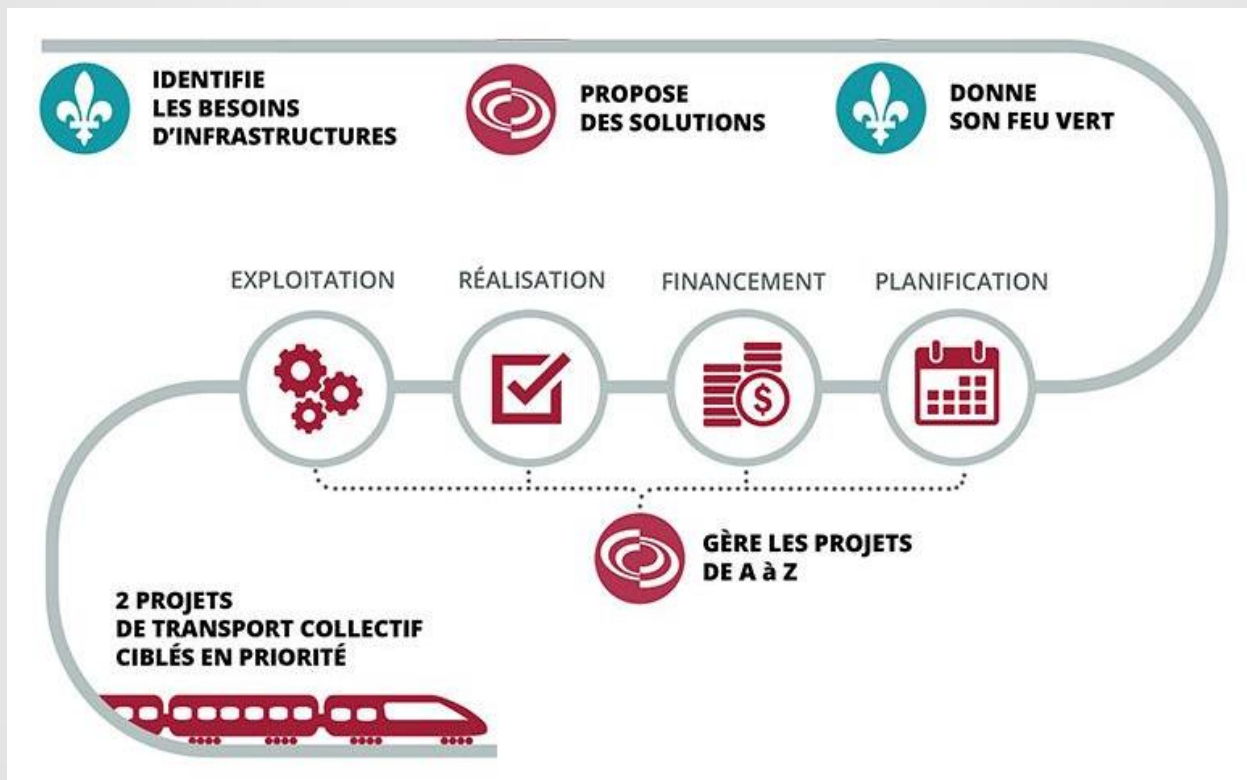 IDENTIFIE
LES BESOINS
D'INFRASTRUCTURES
PROPOSE
DES SOLUTIONS
DONNE
SON FEU VERT
EXPLOITATION
RÉALISATION
FINANCEMENT
PLANIFICATION
$
GÈRE LES PROJETS
DE A à Z
2 PROJETS
DE TRANSPORT COLLECTIF
CIBLÉS EN PRIORITÉ